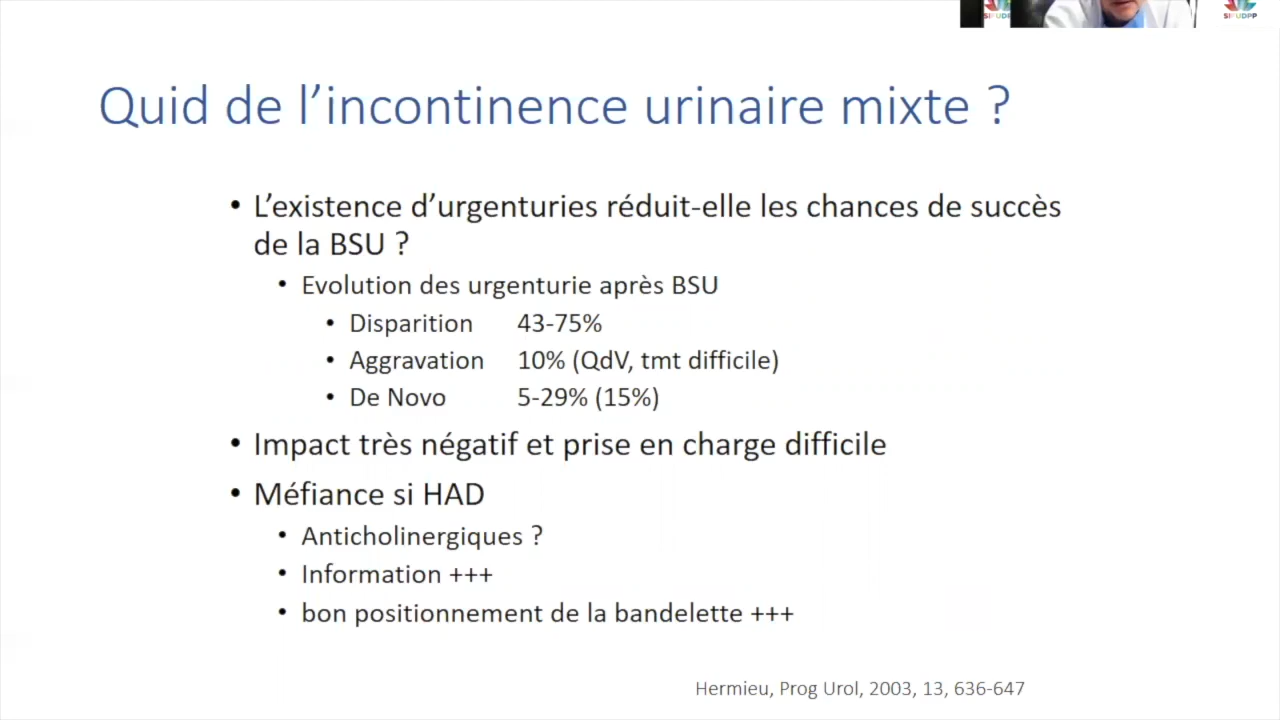 SIFUDPP
Quid de l’incontinence urinaire mixte ?
• L’existence d’urgenturies réduit-elle les chances de succès
de la BSU ?
• Evolution des urgenturie après BSU
• Disparition 43-75%
• Aggravation 10% (QdV, tmt difficile)
• De Novo 5-29% (15%)
• Impact très négatif et prise en charge difficile
• Méfiance si HAD
• Anticholinergiques ?
• Information +++
• bon positionnement de la bandelette +++
Hermieu, Prog Urol, 2003, 13, 636-647